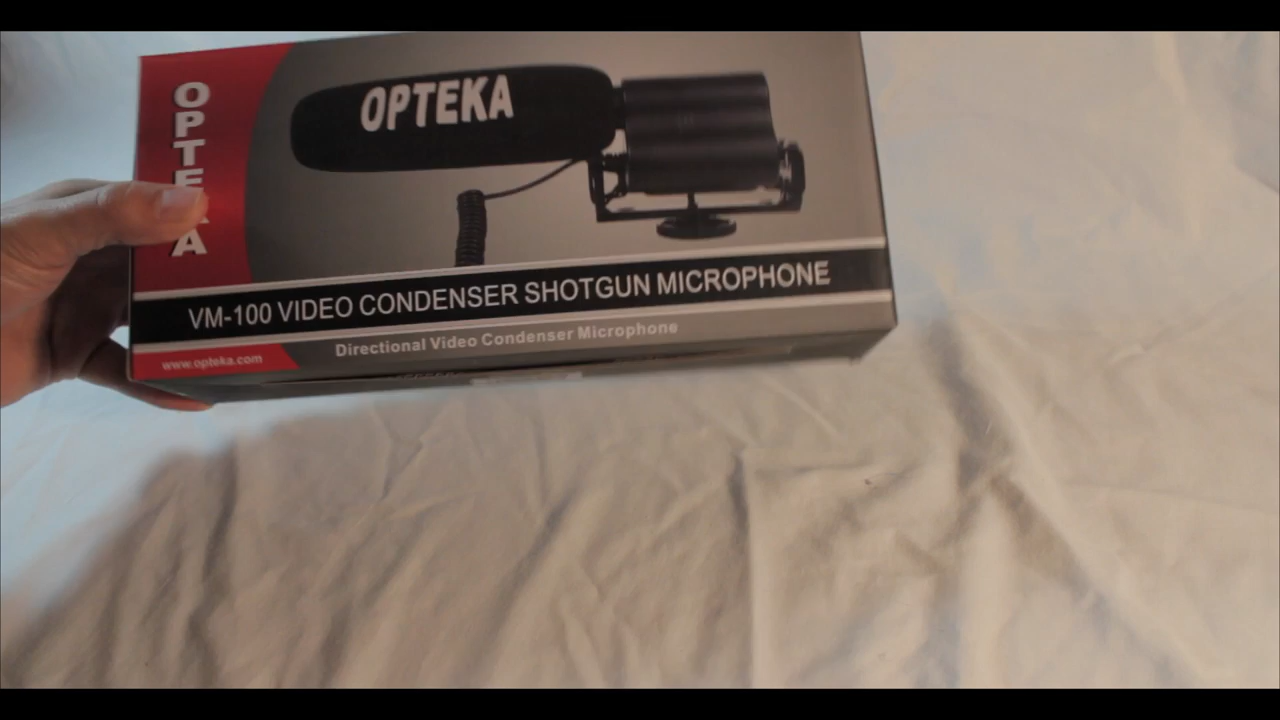 OPTEKA
OPTEKA
VM-100 VIDEO CONDENSER SHOTGUN MICROPHONE
Directional Video Condenser Microphone
www.opteka.com